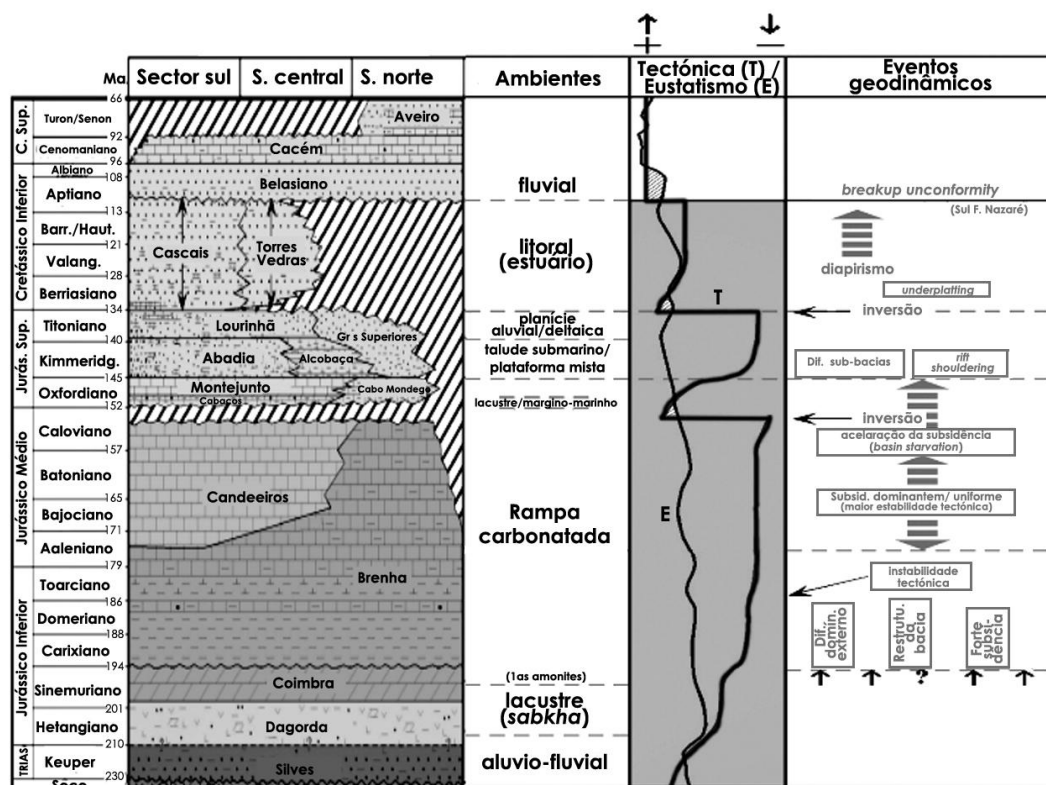 Ma.
Sector sul
S. central
S. norte
Ambientes
+
—
Tectónica (T) /
Eustatismo (E)
Eventos
geodinâmicos
66
C. Sup.
Turon/Senon
Aveiro
92
Cenomaniano
Cacém
96
Cretássico Inferior
Albiano
108
Aptiano
Belasiano
fluvial
breakup unconformity
(Sul F. Nazaré)
113
Barr./Haut.
121
Valang.
128
Berriasiano
134
Cascais
Torres
Vedras
litoral
(estuário)
diapirismo
underplatting
inversão
T
Jurás. Sup.
Titoniano
140
Lourinhã
Gr s Superiores
planície
aluvial/deltaica
Kimmeridg.
145
Abadia
Alcobaça
talude submarino/
plataforma mista
Dif. sub-bacias
rift
shouldering
Oxfordiano
152
Montejunto
Cabaços
Cabo Mondego
lacustre/margino-marinho
inversão
Jurássico Médio
Caloviano
157
Batoniano
165
Bajociano
171
Aaleniano
179
Candeeiros
Rampa
carbonatada
E
acelaração da subsidência
(basin starvation)
Subsid. dominantem/ uniforme
(maior estabilidade tectónica)
Jurássico Inferior
Toarciano
186
Domeriano
188
Carixiano
194
Brenha
instabilidade
tectónica
Dif.
domin.
externo
Restrutu.
da
bacia
Forte
subsi-
dência
?
Sinemuriano
201
Coimbra
(1as amonites)
Hetangiano
210
Dagorda
lacustre
(sabkha)
TRIAS
Keuper
230
Silves
aluvio-fluvial